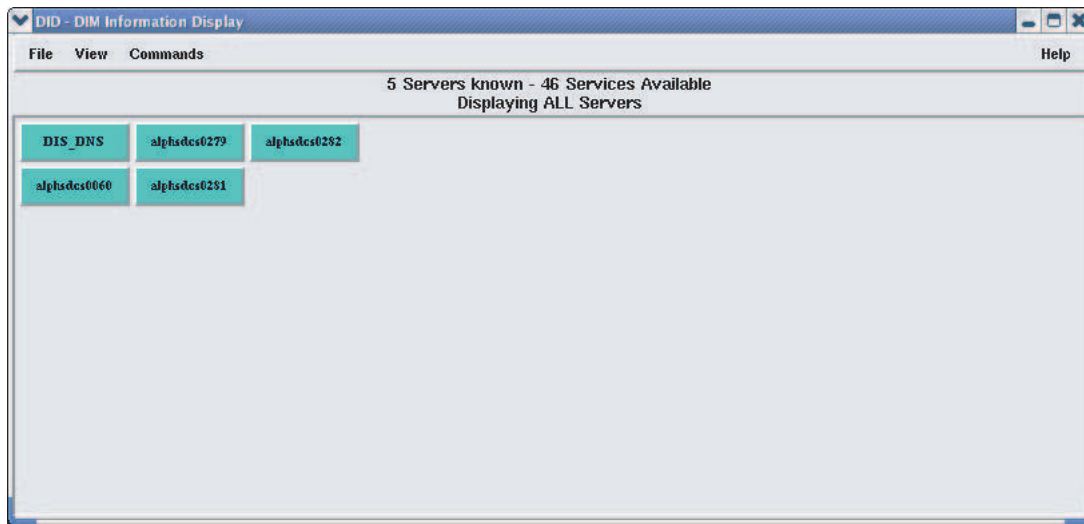 DID - DIM Information Display
File View Commands Help
5 Servers known - 46 Services Available
Displaying ALL Servers
DIS_DNS alphsdcs0279 alphsdcs0282
alphsdcs0060 alphsdcs0281